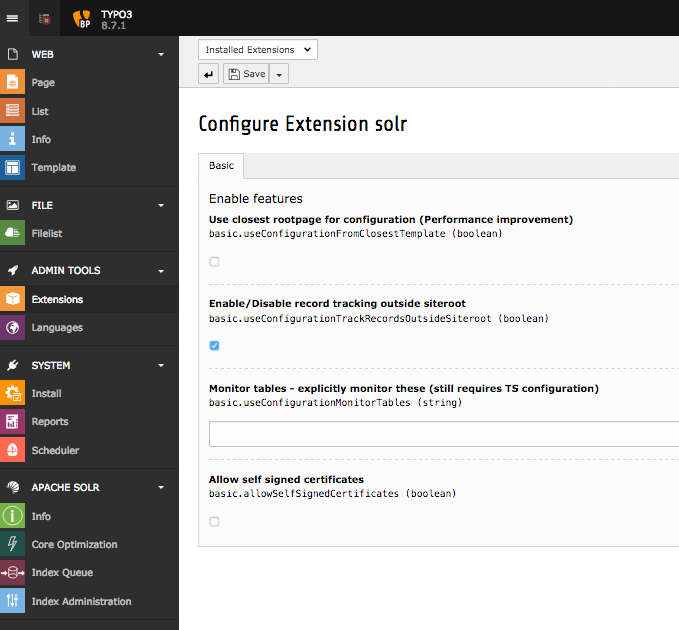 TYPO3
8.7.1
WEB
Page
List
Info
Template
FILE
Filelist
ADMIN TOOLS
Extensions
Languages
SYSTEM
Install
Reports
Scheduler
APACHE SOLR
Info
Core Optimization
Index Queue
Index Administration
Installed Extensions
Save
Configure Extension solr
Basic
Enable features
Use closest rootpage for configuration (Performance improvement)
basic.useConfigurationFromClosestTemplate (boolean)
Enable/Disable record tracking outside siteroot
basic.useConfigurationTrackRecordsOutsideSiteroot (boolean)
Monitor tables - explicitly monitor these (still requires TS configuration)
basic.useConfigurationMonitorTables (string)
Allow self signed certificates
basic.allowSelfSignedCertificates (boolean)